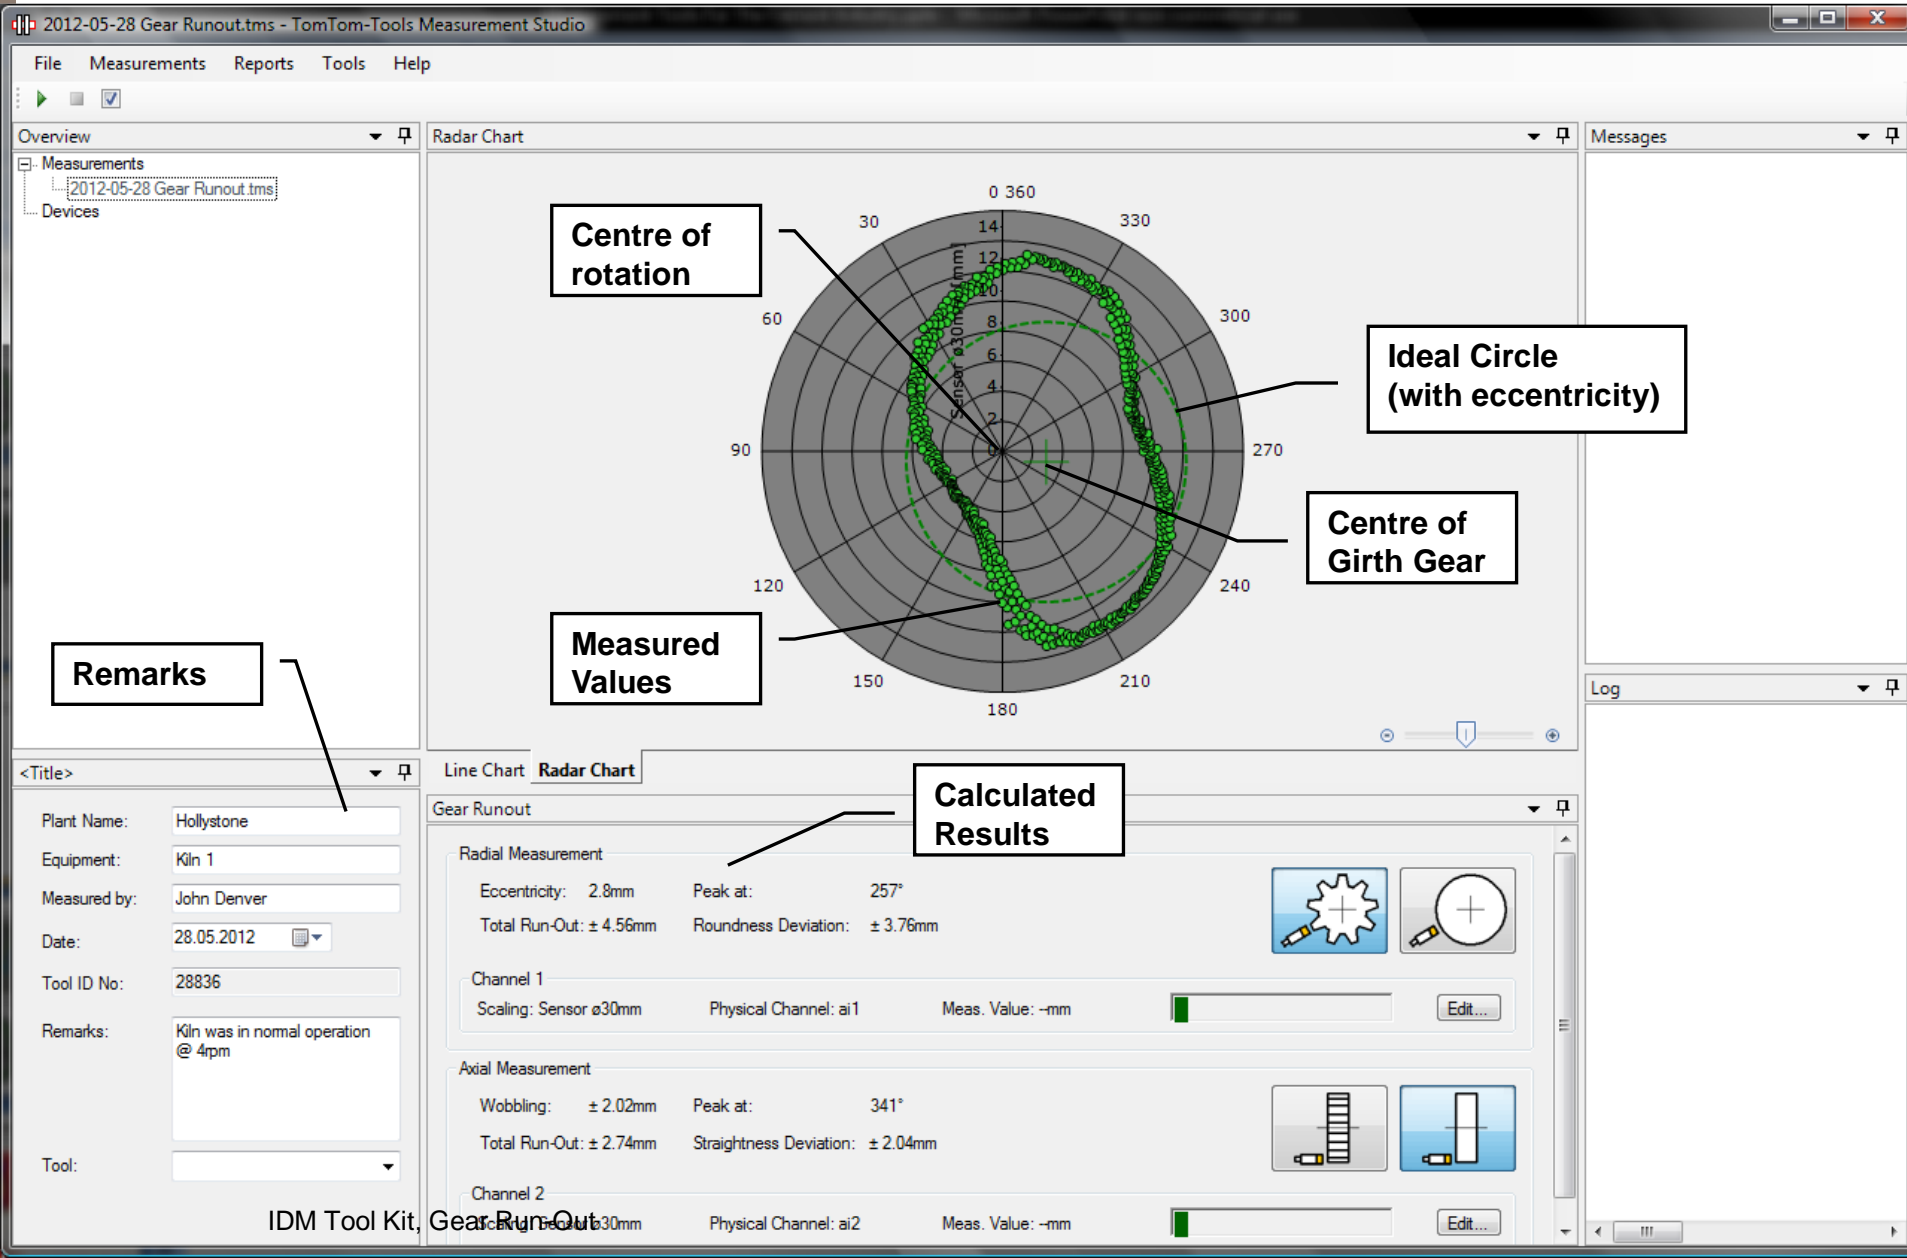 2012-05-28 Gear Runout.tms - TomTom-Tools Measurement Studio
File Measurements Reports Tools Help
Overview
Measurements
2012-05-28 Gear Runout.tms
Devices
Radar Chart
0 360
30
330
60
300
90
270
120
240
150
210
180
14
12
10
8
6
4
2
0
Sensor ø30mm [mm]
Centre of
rotation
Ideal Circle
(with eccentricity)
Centre of
Girth Gear
Measured
Values
Remarks
Messages
Log
<Title>
Plant Name: Hollystone
Equipment: Kiln 1
Measured by: John Denver
Date: 28.05.2012
Tool ID No: 28836
Remarks: Kiln was in normal operation
@ 4rpm
Tool:
Line Chart Radar Chart
Calculated
Results
Gear Runout
Radial Measurement
Eccentricity: 2.8mm Peak at: 257°
Total Run-Out: ± 4.56mm Roundness Deviation: ± 3.76mm
Channel 1
Scaling: Sensor ø30mm Physical Channel: ai1 Meas. Value: --mm Edit...
Axial Measurement
Wobbling: ± 2.02mm Peak at: 341°
Total Run-Out: ± 2.74mm Straightness Deviation: ± 2.04mm
Channel 2
Scaling: Sensor ø30mm Physical Channel: ai2 Meas. Value: --mm Edit...
IDM Tool Kit, Gear Run-Out